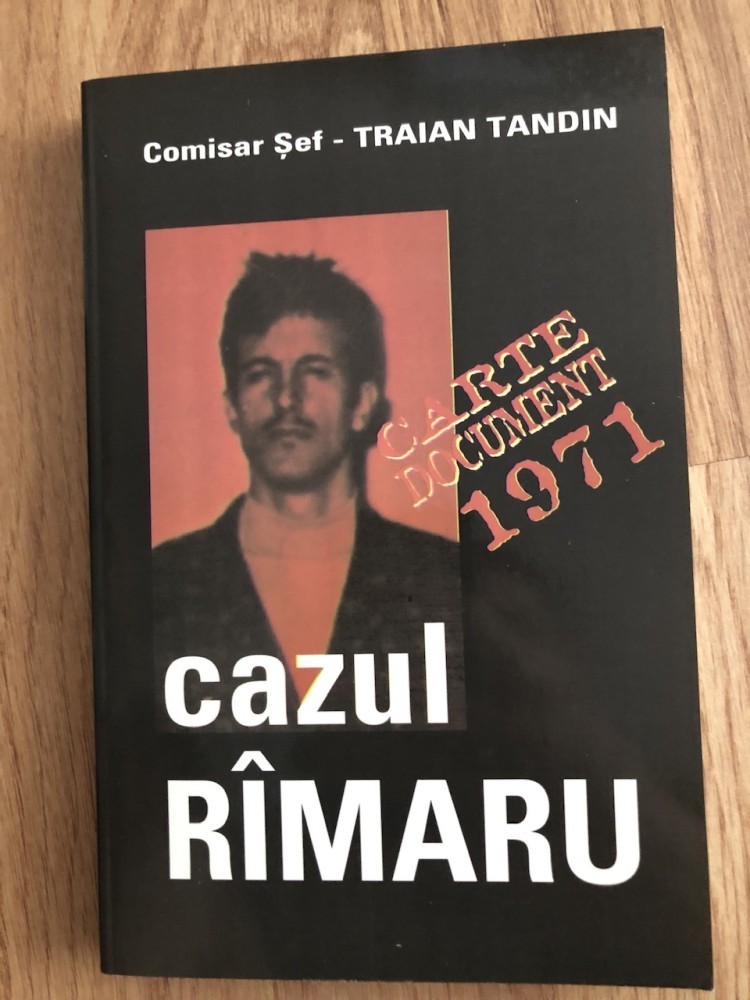 Comisar Șef - TRAIAN TANDIN
CARTE
DOCUMENT
1971
cazul
RÎMARU